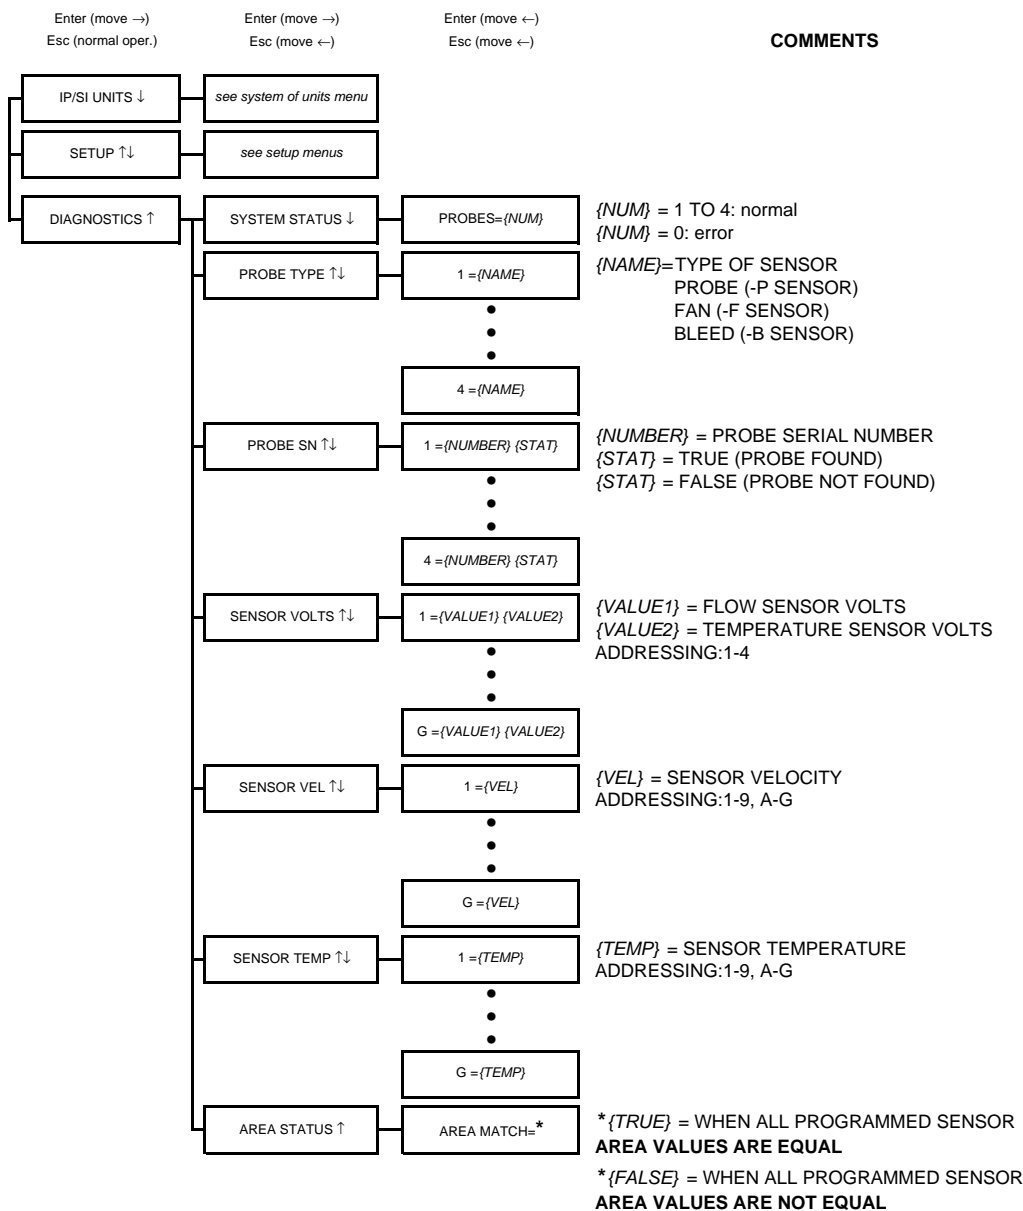 Enter (move →) Enter (move →) Enter (move ←)
Esc (normal oper.) Esc (move ←) Esc (move ←) COMMENTS
IP/SI UNITS ↓ see system of units menu
SETUP ↑↓ see setup menus
DIAGNOSTICS ↑ SYSTEM STATUS ↓ PROBES={NUM} {NUM} = 1 TO 4: normal
{NUM} = 0: error
PROBE TYPE ↑↓ 1 ={NAME} {NAME}=TYPE OF SENSOR
PROBE (-P SENSOR)
FAN (-F SENSOR)
BLEED (-B SENSOR)
4 ={NAME}
PROBE SN ↑↓ 1 ={NUMBER} {STAT} {NUMBER} = PROBE SERIAL NUMBER
{STAT} = TRUE (PROBE FOUND)
{STAT} = FALSE (PROBE NOT FOUND)
4 ={NUMBER} {STAT}
SENSOR VOLTS ↑↓ 1 ={VALUE1} {VALUE2} {VALUE1} = FLOW SENSOR VOLTS
{VALUE2} = TEMPERATURE SENSOR VOLTS
ADDRESSING:1-4
G ={VALUE1} {VALUE2}
SENSOR VEL ↑↓ 1 ={VEL} {VEL} = SENSOR VELOCITY
ADDRESSING:1-9, A-G
G ={VEL}
SENSOR TEMP ↑↓ 1 ={TEMP} {TEMP} = SENSOR TEMPERATURE
ADDRESSING:1-9, A-G
G ={TEMP}
AREA STATUS ↑ AREA MATCH=* *{TRUE} = WHEN ALL PROGRAMMED SENSOR
AREA VALUES ARE EQUAL
*{FALSE} = WHEN ALL PROGRAMMED SENSOR
AREA VALUES ARE NOT EQUAL